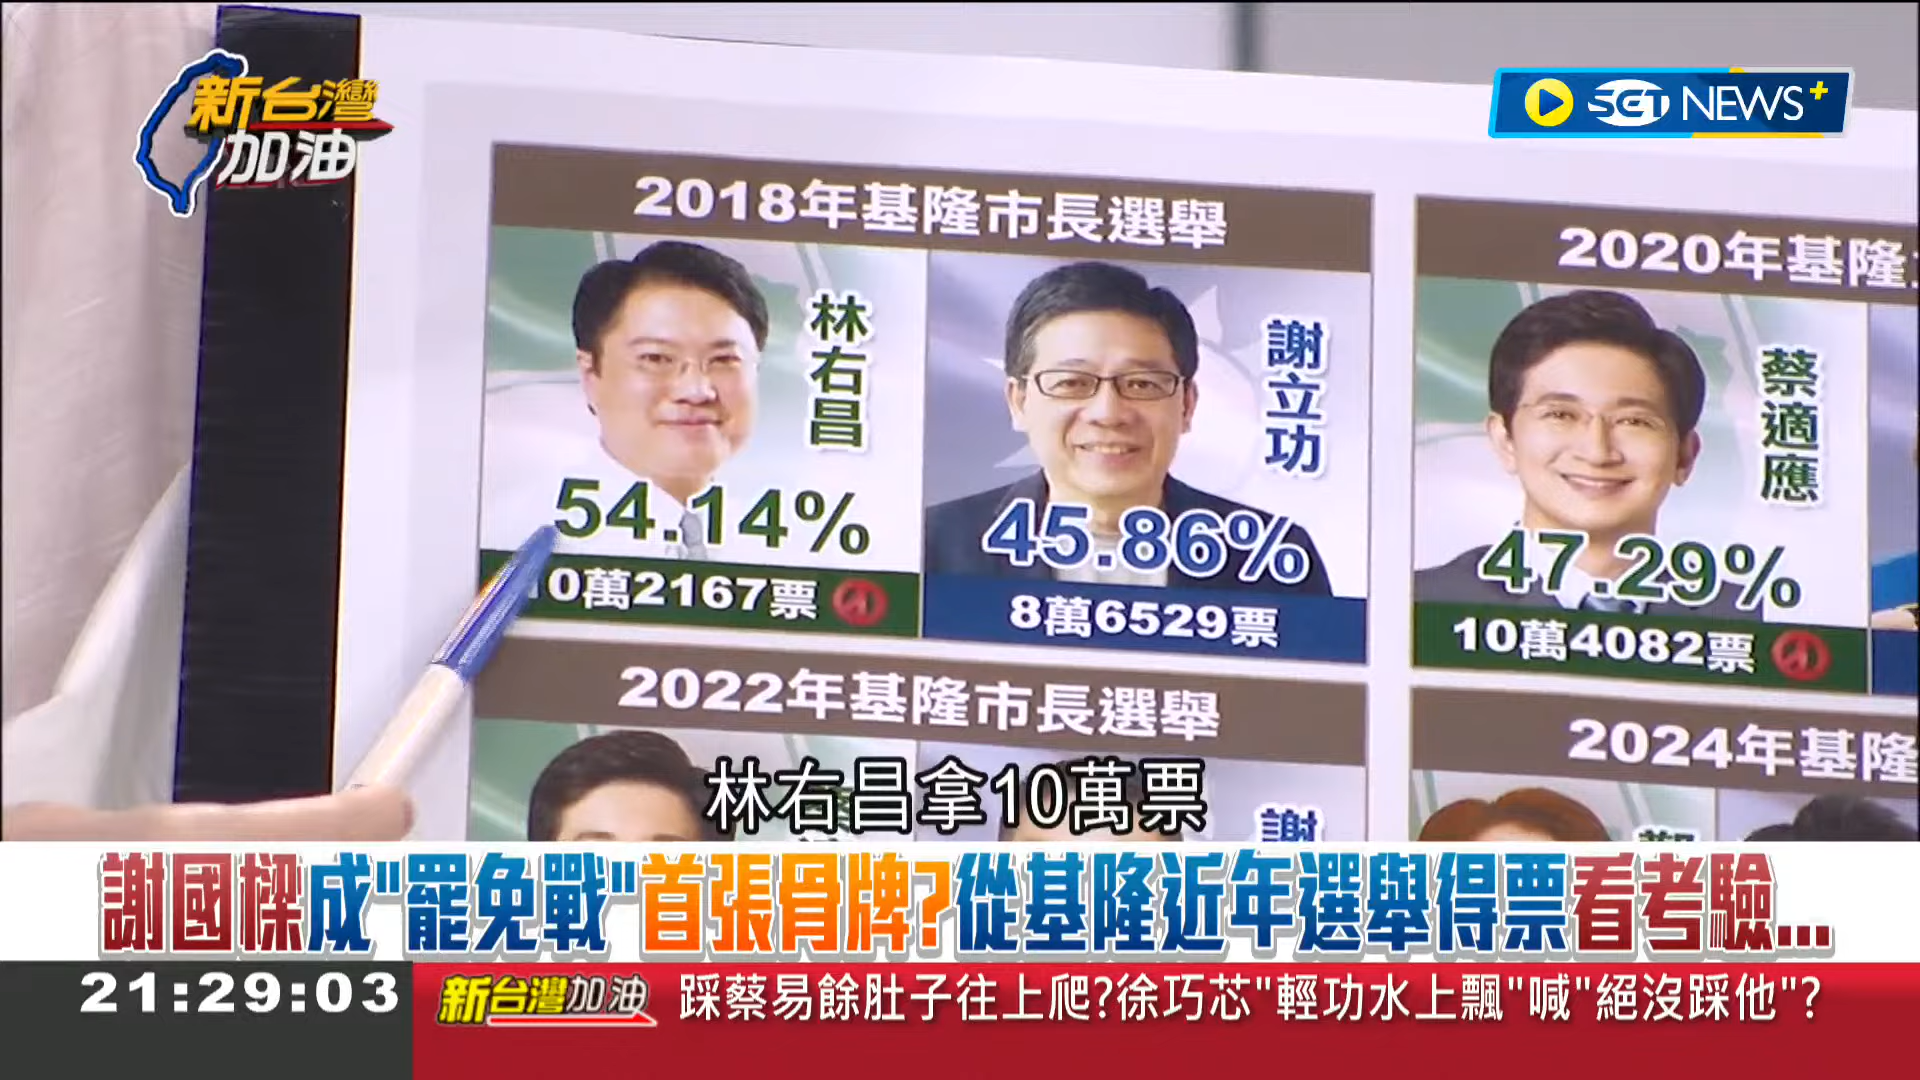 新台灣
加油
SET NEWS+
2018年基隆市長選舉
林右昌
54.14%
10萬2167票
謝立功
45.86%
8萬6529票
2020年基隆
蔡適應
47.29%
10萬4082票
2022年基隆市長選舉
謝
2024年基隆
林右昌拿10萬票
謝國樑成"罷免戰"首張骨牌?從基隆近年選舉得票看考驗...
21:29:03
新台灣加油
踩蔡易餘肚子往上爬?徐巧芯"輕功水上飄"喊"絕沒踩他"?